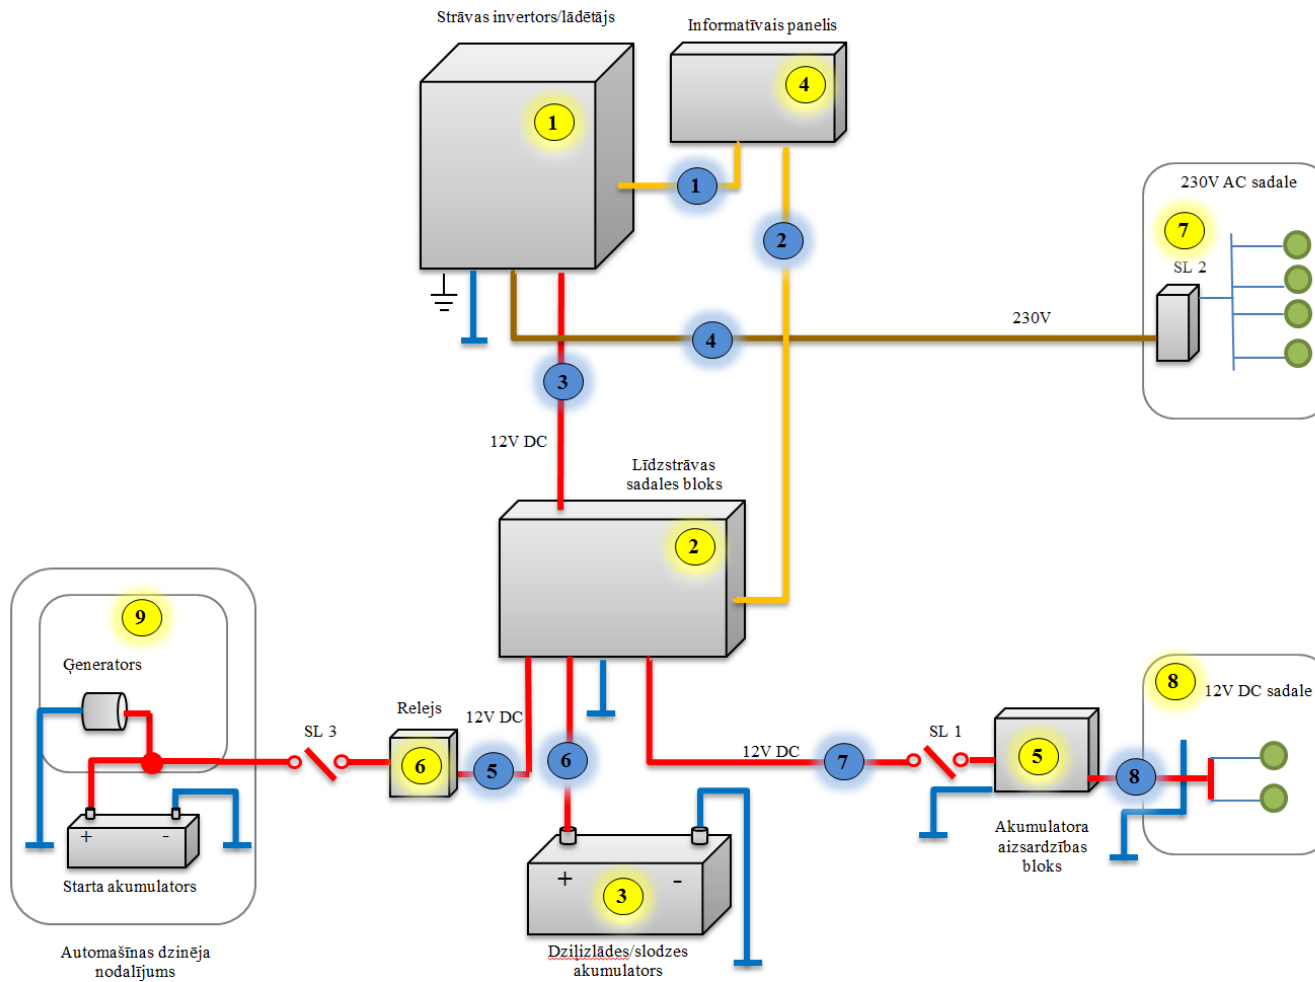 Strāvas invertors/lādētājs
Informatīvais panelis
1
4
1
2
230V AC sadale
7
SL 2
230V
4
3
12V DC
Līdzstrāvas
sadales bloks
2
9
Ģenerators
SL 3
Relejs
6
12V DC
5
6
12V DC
7
SL 1
5
8
8
12V DC sadale
+
-
Starta akumulators
+
-
3
Dziļizlādes/slodzes
akumulators
Akumulatora
aizsardzības
bloks
Automašīnas dzinēja
nodalījums